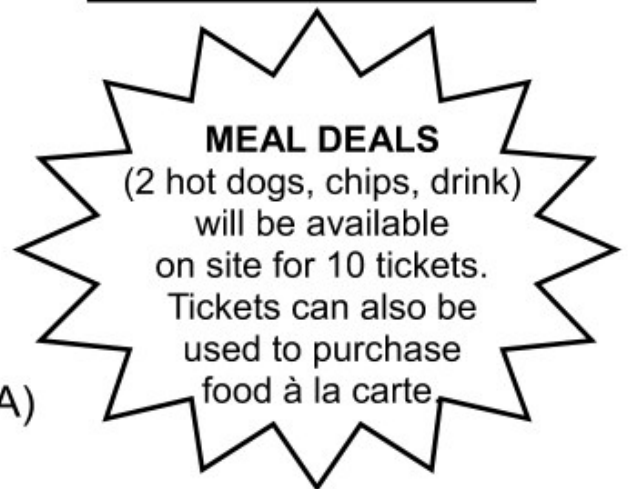 MEAL DEALS
(2 hot dogs, chips, drink)
will be available
on site for 10 tickets.
Tickets can also be
used to purchase
food à la carte.
A)